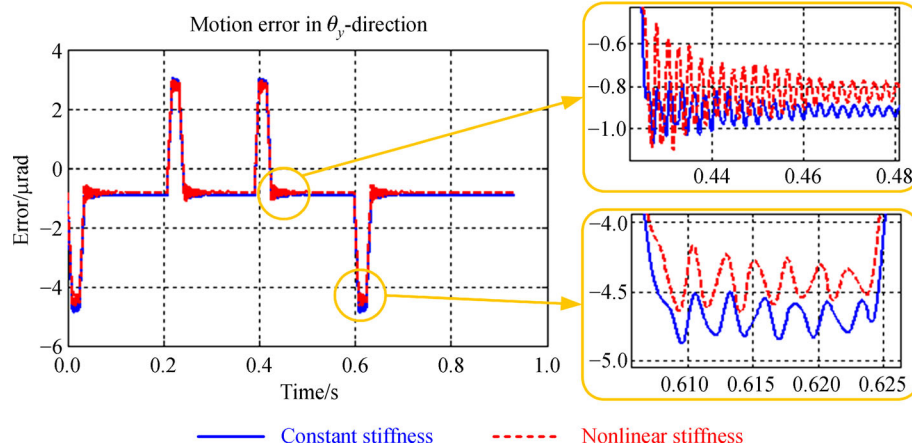 Motion error in θy-direction
Error/μrad
4
2
0
−2
−4
−6
0.0 0.2 0.4 0.6 0.8 1.0
Time/s
−0.6
−0.8
−1.0
0.44 0.46 0.48
−4.0
−4.5
−5.0
0.610 0.615 0.620 0.625
Constant stiffness
Nonlinear stiffness